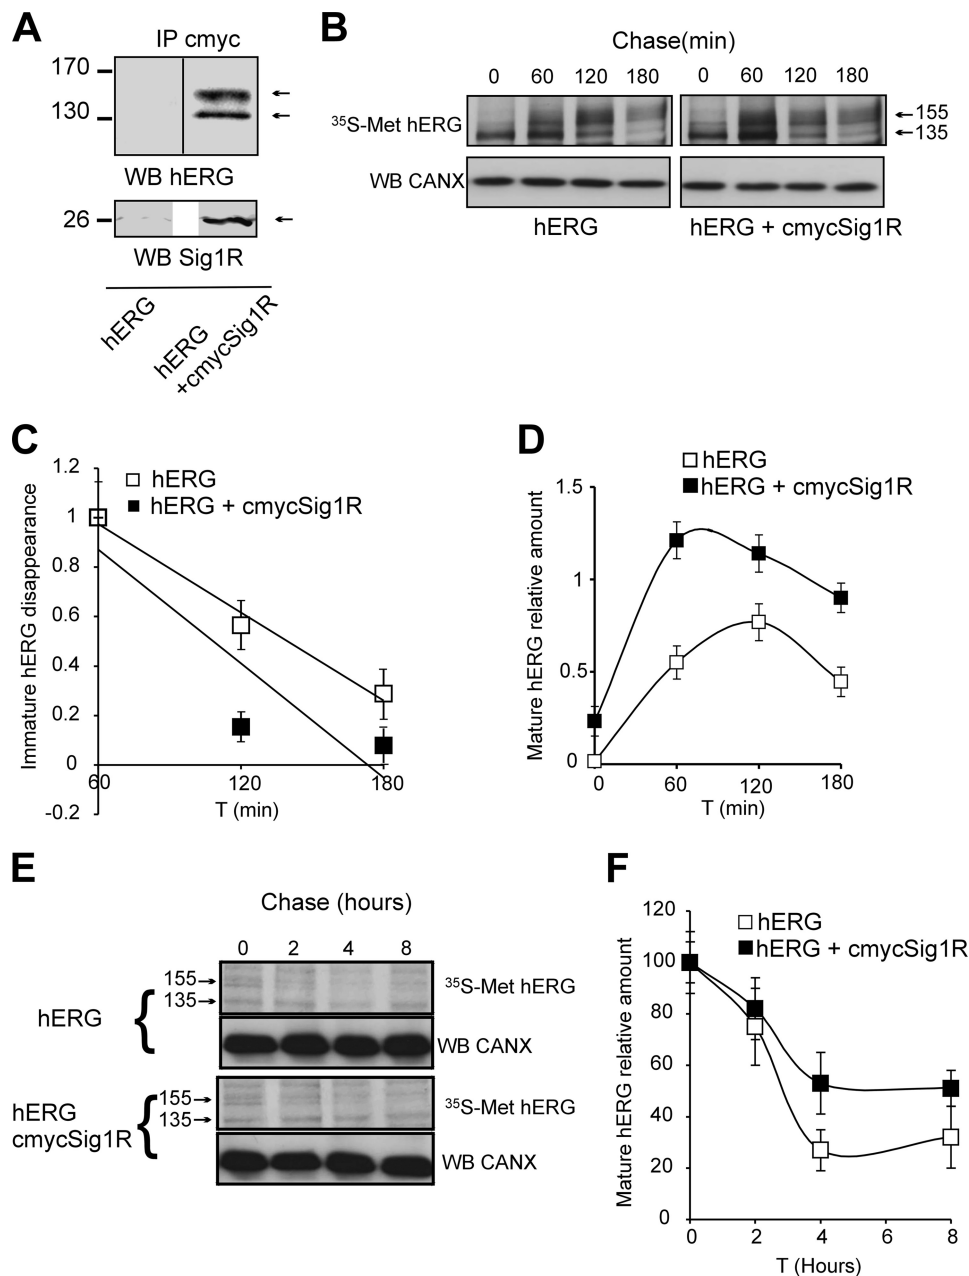 A
IP cmyc
170
130
WB hERG
26
WB Sig1R
hERG
hERG
+cmycSig1R
B
Chase(min)
0 60 120 180 0 60 120 180
35S-Met hERG
155
135
WB CANX
hERG hERG + cmycSig1R
C
Immature hERG disappearance
1.2
1
0.8
0.6
0.4
0.2
0
-0.2
60 120 180
T (min)
hERG
hERG + cmycSig1R
D
hERG
hERG + cmycSig1R
Mature hERG relative amount
1.5
1
0.5
0
0 60 120 180
T (min)
E
Chase (hours)
0 2 4 8
hERG
155
135
35S-Met hERG
WB CANX
hERG
cmycSig1R
155
135
35S-Met hERG
WB CANX
F
hERG
hERG + cmycSig1R
Mature hERG relative amount
120
100
80
60
40
20
0
0 2 4 6 8
T (Hours)